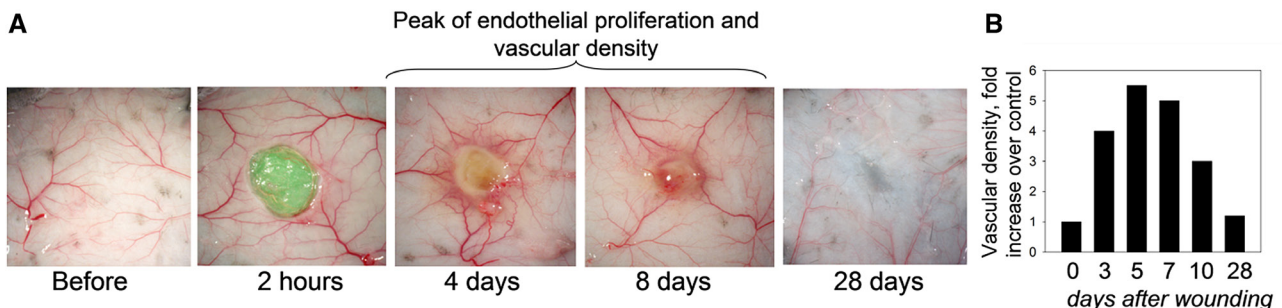 A
Peak of endothelial proliferation and
vascular density
Before
2 hours
4 days
8 days
28 days
B
Vascular density, fold
increase over control
6
5
4
3
2
1
0
0 3 5 7 10 28
days after wounding